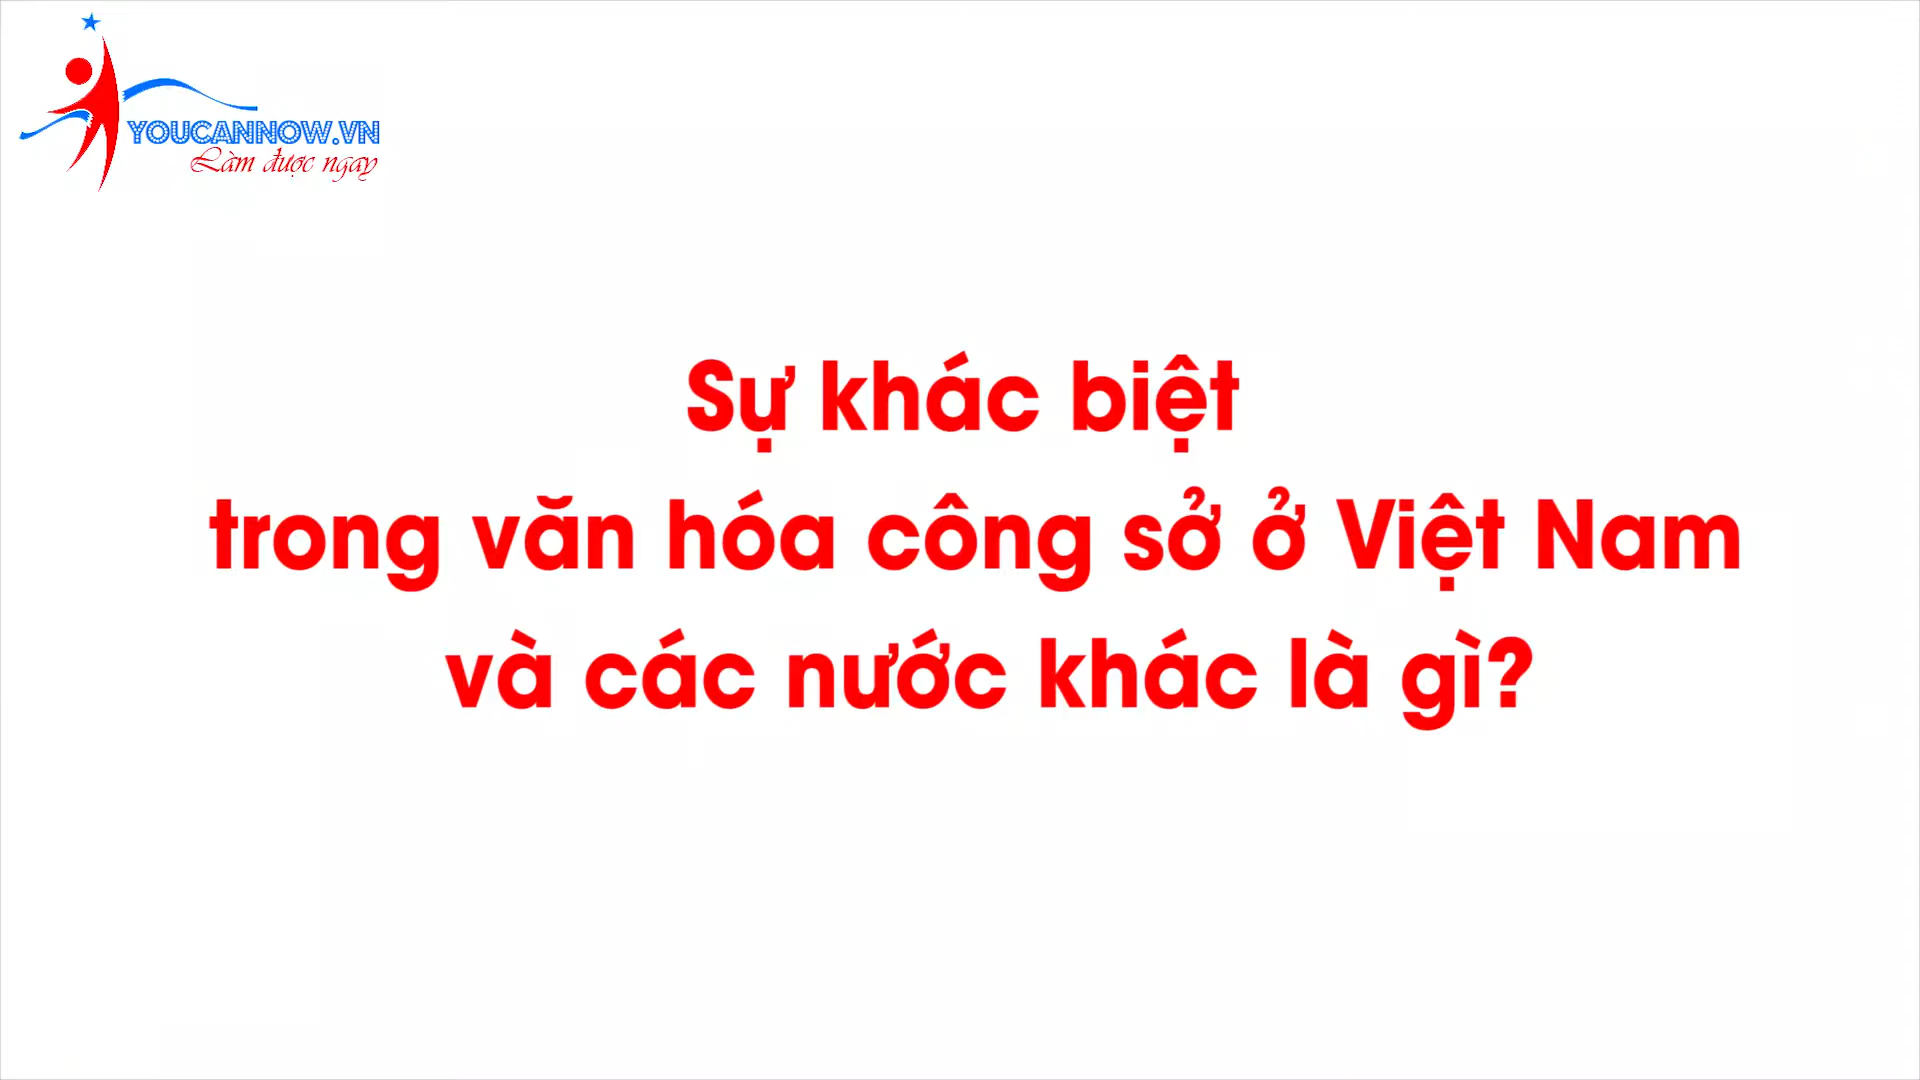 YOUCANNOW.VN
Làm được ngay
Sự khác biệt
trong văn hóa công sở ở Việt Nam
và các nước khác là gì?